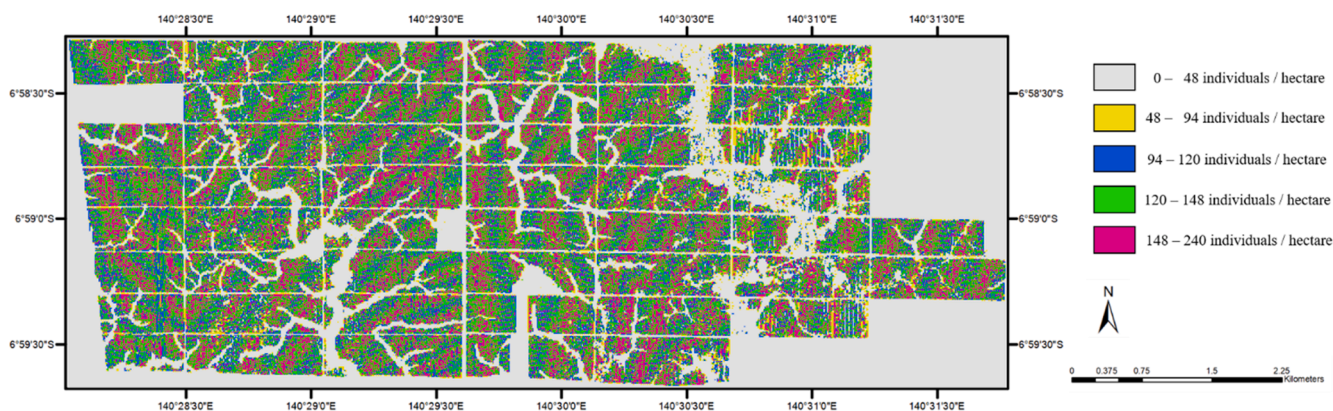 140°28'30"E 140°29'0"E 140°29'30"E 140°30'0"E 140°30'30"E 140°31'0"E 140°31'30"E
6°58'30"S 6°58'30"S
6°59'0"S 6°59'0"S
6°59'30"S 6°59'30"S
140°28'30"E 140°29'0"E 140°29'30"E 140°30'0"E 140°30'30"E 140°31'0"E 140°31'30"E
0 – 48 individuals / hectare
48 – 94 individuals / hectare
94 – 120 individuals / hectare
120 – 148 individuals / hectare
148 – 240 individuals / hectare
N
0 0.375 0.75 1.5 2.25
Kilometers